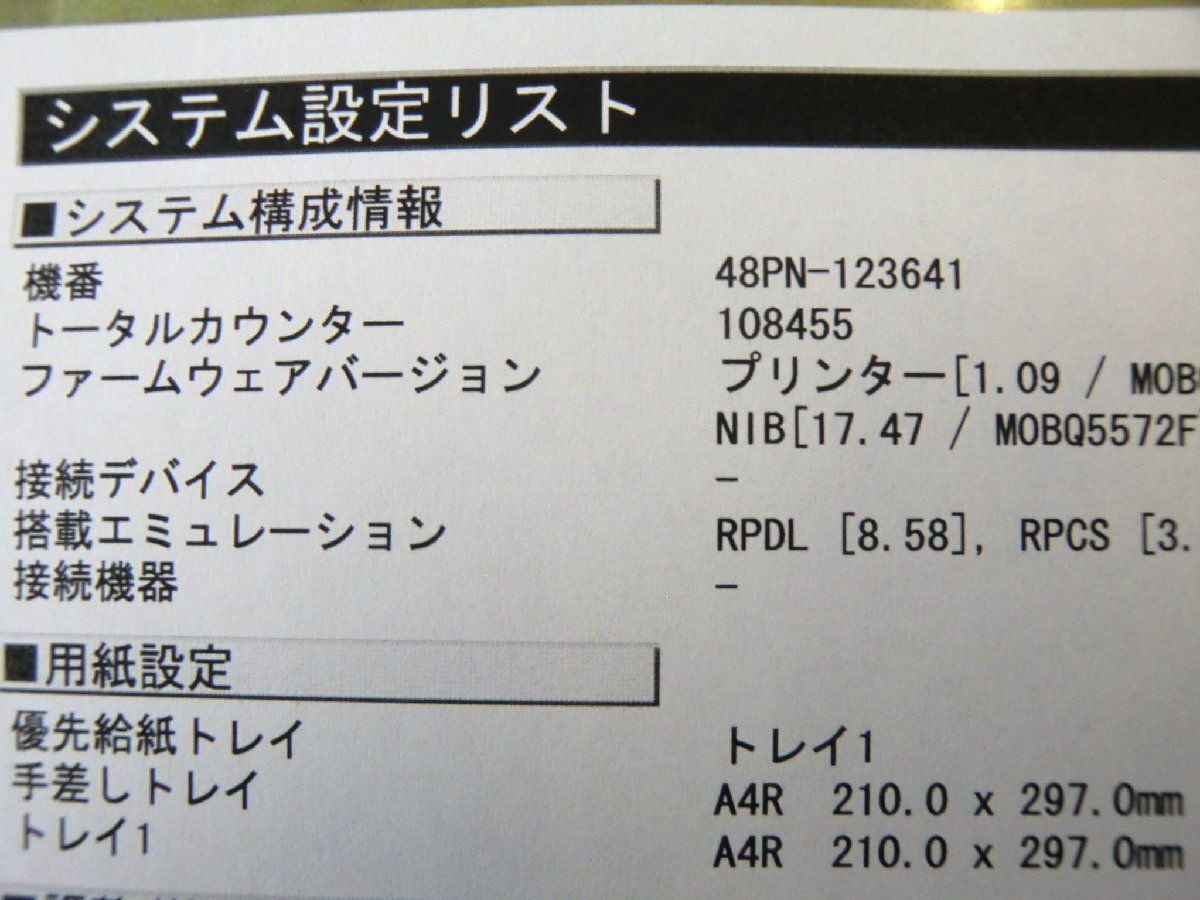 システム設定リスト
■システム構成情報
機番 48PN-123641
トータルカウンター 108455
ファームウェアバージョン プリンター[1.09 / M0B
NIB[17.47 / M0BQ5572F
接続デバイス -
搭載エミュレーション RPDL [8.58], RPCS [3.
接続機器 -
■用紙設定
優先給紙トレイ トレイ1
手差しトレイ A4R 210.0 x 297.0mm
トレイ1 A4R 210.0 x 297.0mm